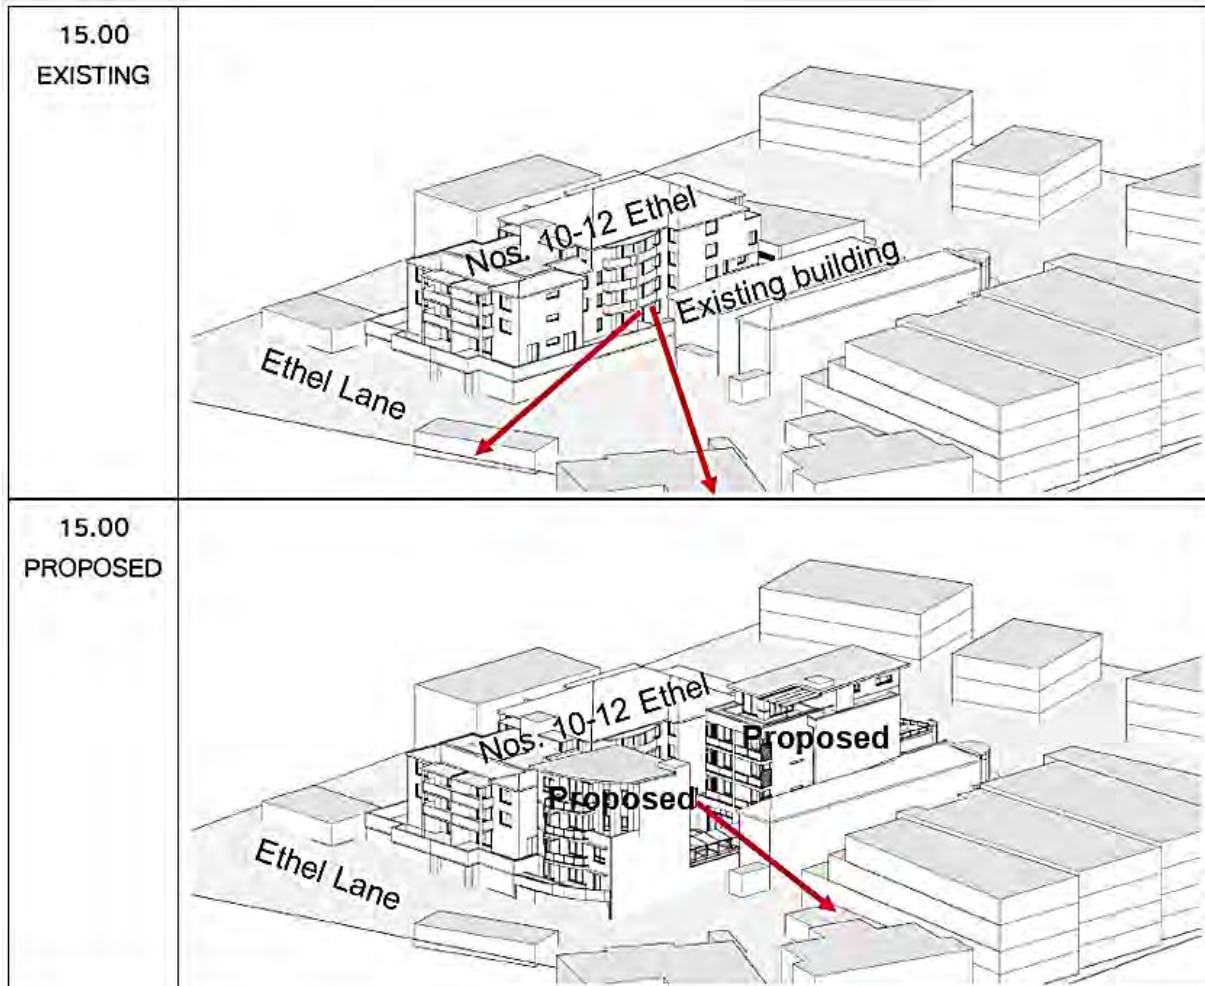 15.00
EXISTING
Nos. 10-12 Ethel
Existing building
Ethel Lane
15.00
PROPOSED
Nos. 10-12 Ethel
Proposed
Proposed
Ethel Lane